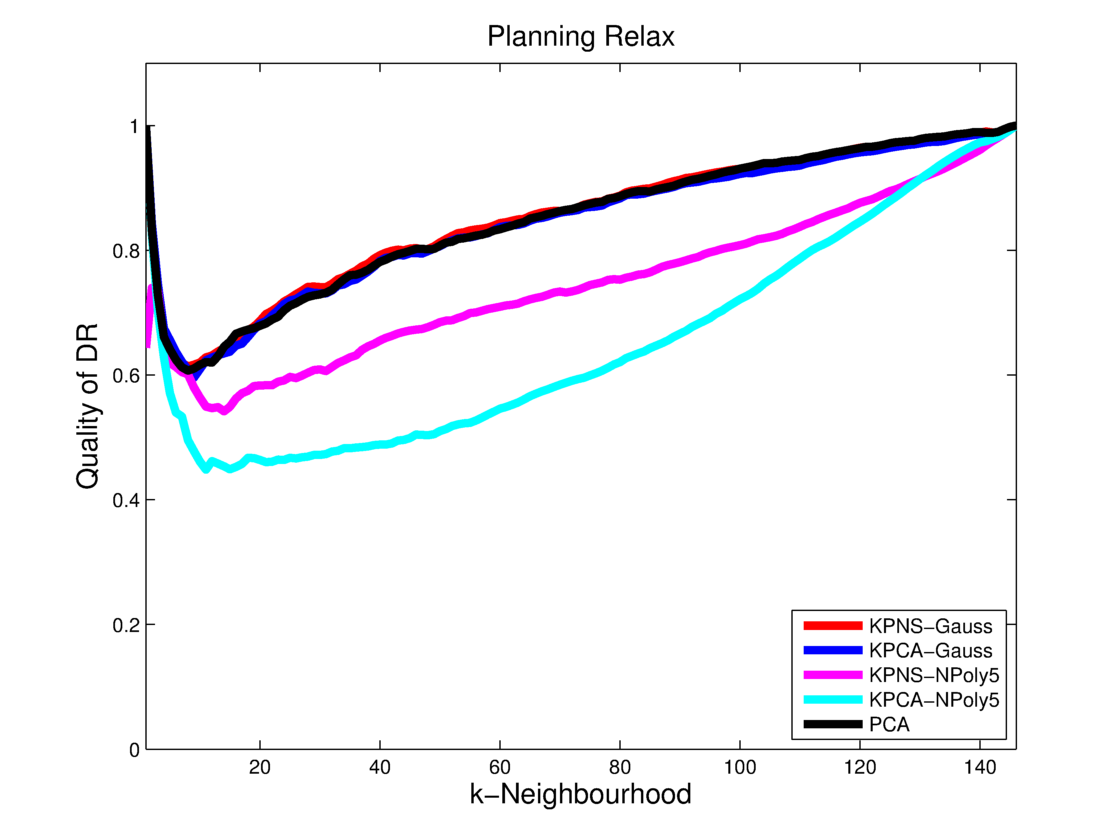 Planning Relax
1
0.8
0.6
0.4
0.2
0
Quality of DR
20 40 60 80 100 120 140
k−Neighbourhood
KPNS−Gauss
KPCA−Gauss
KPNS−NPoly5
KPCA−NPoly5
PCA